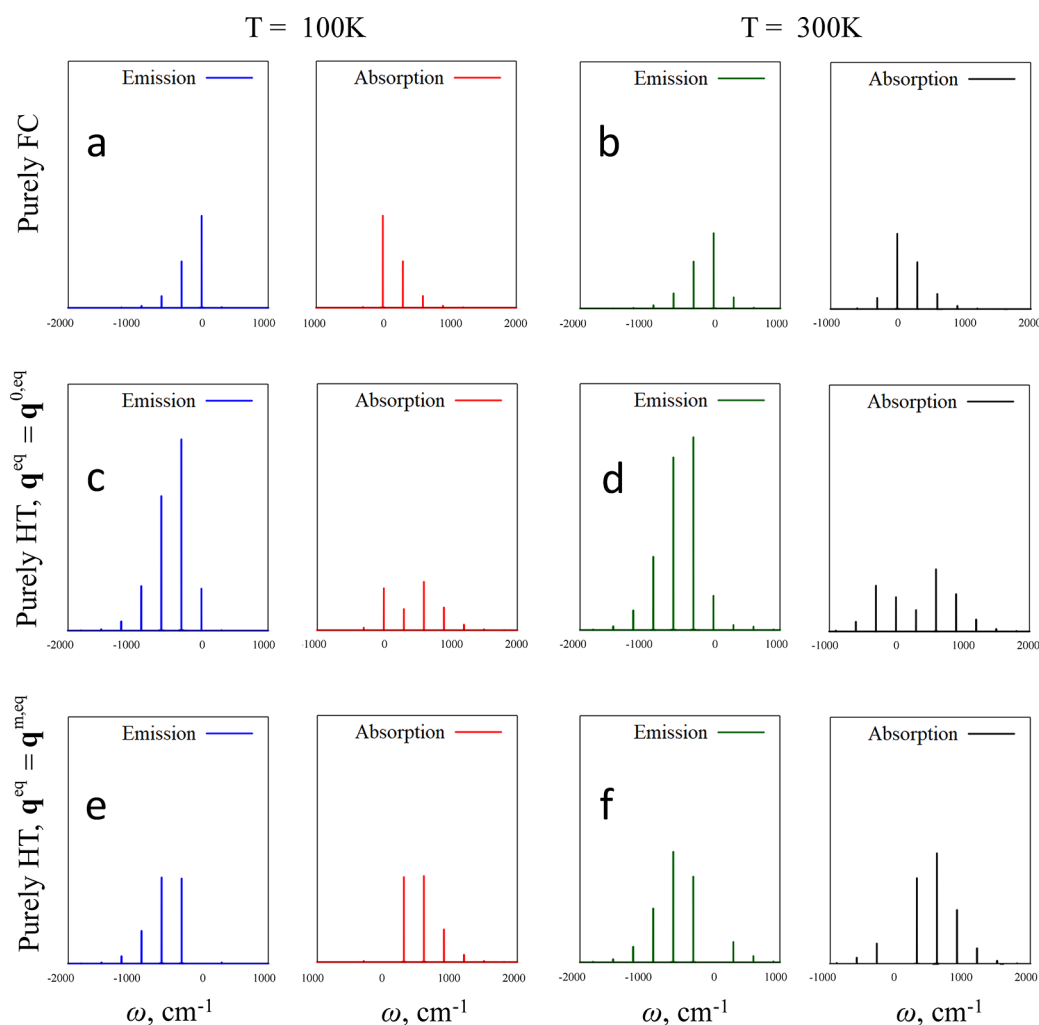 T = 100K
T = 300K
Purely FC
Emission
a
Absorption
Emission
b
Absorption
-2000 -1000 0 1000
1000 0 1000 2000
-2000 -1000 0 1000
-1000 0 1000 2000
Purely HT, q^eq = q^0,eq
Emission
c
Absorption
Emission
d
Absorption
-2000 -1000 0 1000
1000 0 1000 2000
-2000 -1000 0 1000
-1000 0 1000 2000
Purely HT, q^eq = q^m,eq
Emission
e
Absorption
Emission
f
Absorption
-2000 -1000 0 1000
1000 0 1000 2000
-2000 -1000 0 1000
-1000 0 1000 2000
ω, cm⁻¹
ω, cm⁻¹
ω, cm⁻¹
ω, cm⁻¹